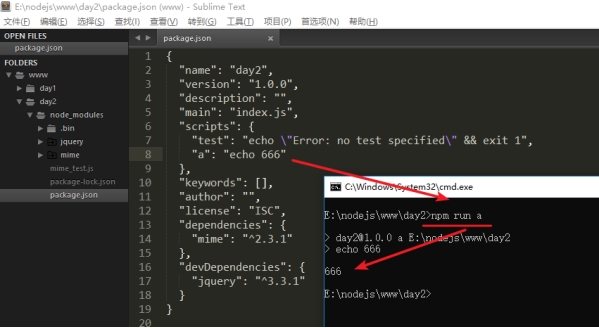 E:\nodejs\www\day2\package.json (www) - Sublime Text
文件(F) 编辑(E) 选择(S) 查找(I) 查看(V) 转到(G) 工具(T) 项目(P) 首选项(N) 帮助(H)
OPEN FILES
package.json
FOLDERS
www
day1
day2
node_modules
.bin
jquery
mime
mime_test.js
package-lock.json
package.json
package.json ×
1 {
2 "name": "day2",
3 "version": "1.0.0",
4 "description": "",
5 "main": "index.js",
6 "scripts": {
7 "test": "echo \"Error: no test specified\" && exit 1",
8 "a": "echo 666"
9 },
10 "keywords": [],
11 "author": "",
12 "license": "ISC",
13 "dependencies": {
14 "mime": "^2.3.1"
15 },
16 "devDependencies": {
17 "jquery": "^3.3.1"
18 }
19 }
20
C:\Windows\System32\cmd.exe
E:\nodejs\www\day2>npm run a
> day2@1.0.0 a E:\nodejs\www\day2
> echo 666
666
E:\nodejs\www\day2>